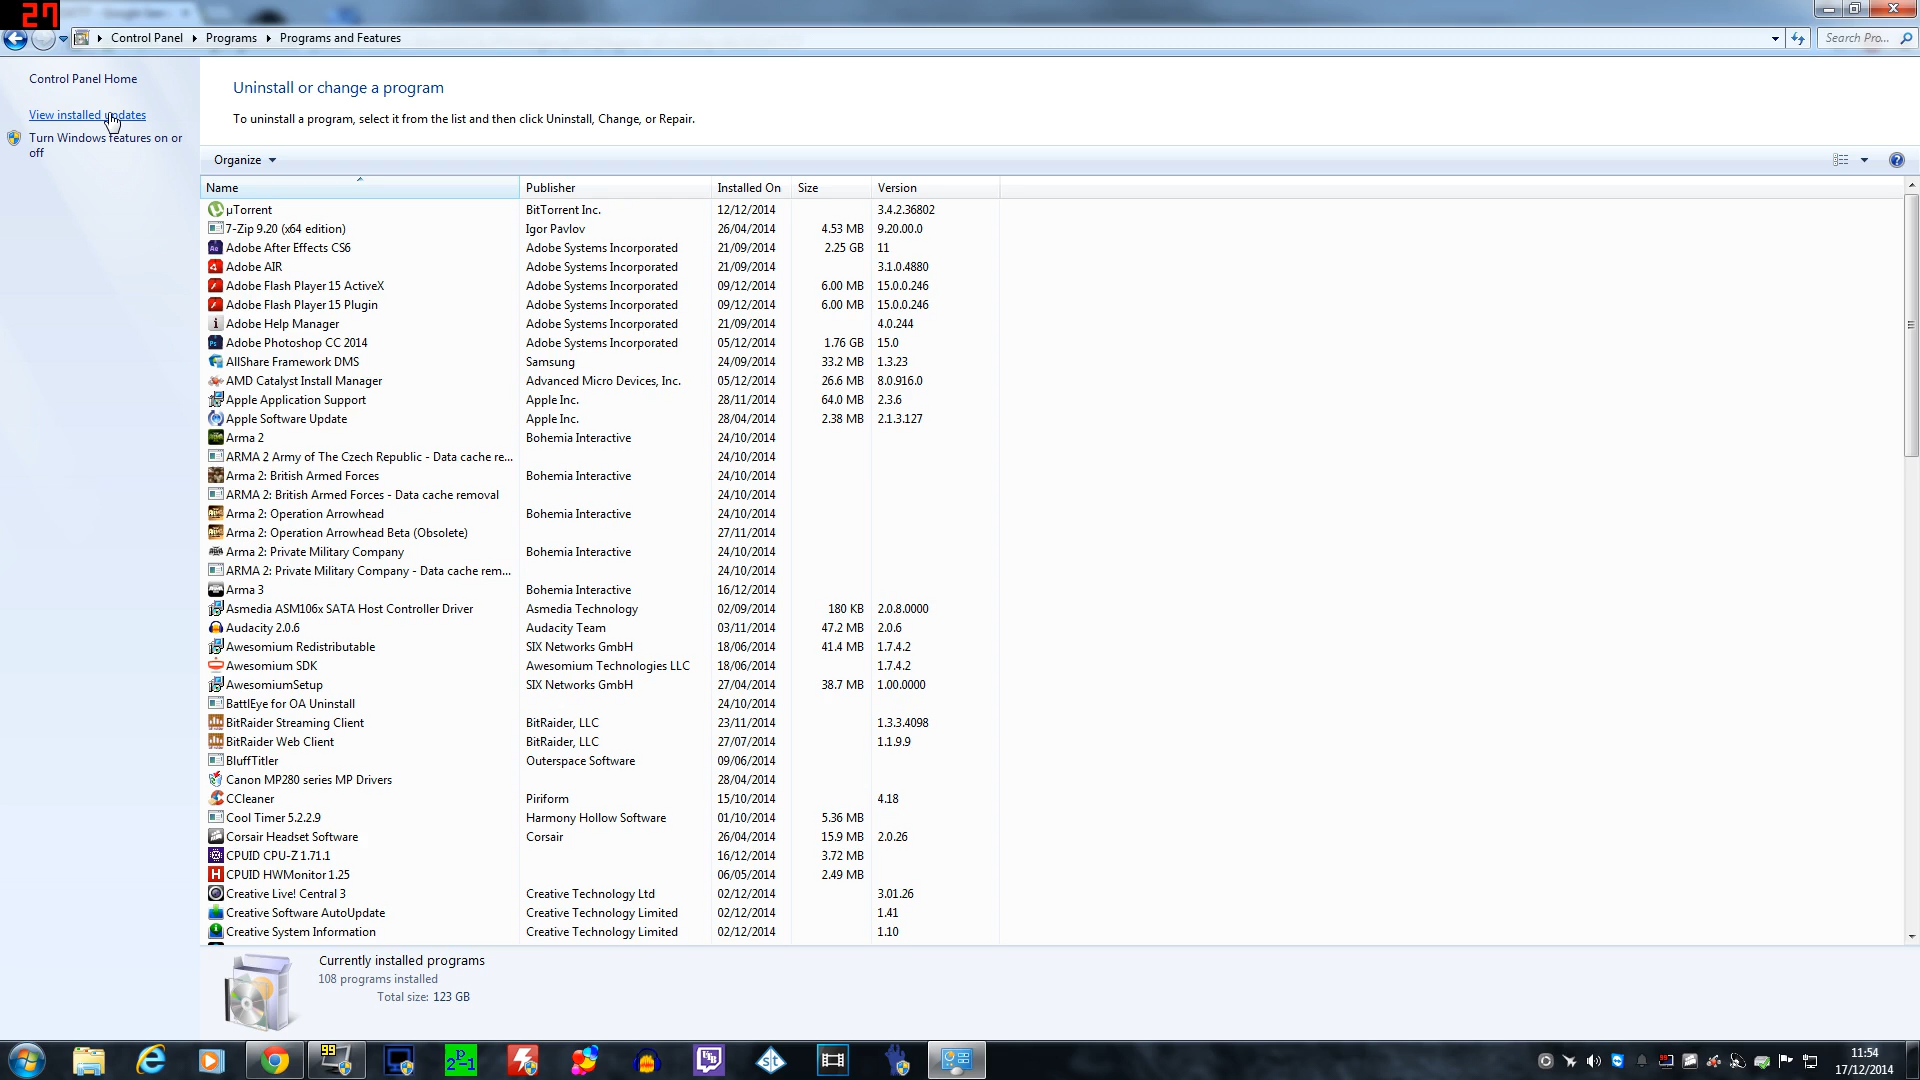 27
Control Panel ▸ Programs ▸ Programs and Features
Search Pro...
Control Panel Home
View installed updates
Turn Windows features on or
off
Uninstall or change a program
To uninstall a program, select it from the list and then click Uninstall, Change, or Repair.
Organize
Name Publisher Installed On Size Version
µTorrent BitTorrent Inc. 12/12/2014 3.4.2.36802
7-Zip 9.20 (x64 edition) Igor Pavlov 26/04/2014 4.53 MB 9.20.00.0
Adobe After Effects CS6 Adobe Systems Incorporated 21/09/2014 2.25 GB 11
Adobe AIR Adobe Systems Incorporated 21/09/2014 3.1.0.4880
Adobe Flash Player 15 ActiveX Adobe Systems Incorporated 09/12/2014 6.00 MB 15.0.0.246
Adobe Flash Player 15 Plugin Adobe Systems Incorporated 09/12/2014 6.00 MB 15.0.0.246
Adobe Help Manager Adobe Systems Incorporated 21/09/2014 4.0.244
Adobe Photoshop CC 2014 Adobe Systems Incorporated 05/12/2014 1.76 GB 15.0
AllShare Framework DMS Samsung 24/09/2014 33.2 MB 1.3.23
AMD Catalyst Install Manager Advanced Micro Devices, Inc. 05/12/2014 26.6 MB 8.0.916.0
Apple Application Support Apple Inc. 28/11/2014 64.0 MB 2.3.6
Apple Software Update Apple Inc. 28/04/2014 2.38 MB 2.1.3.127
Arma 2 Bohemia Interactive 24/10/2014
ARMA 2 Army of The Czech Republic - Data cache re... 24/10/2014
Arma 2: British Armed Forces Bohemia Interactive 24/10/2014
ARMA 2: British Armed Forces - Data cache removal 24/10/2014
Arma 2: Operation Arrowhead Bohemia Interactive 24/10/2014
Arma 2: Operation Arrowhead Beta (Obsolete) 27/11/2014
Arma 2: Private Military Company Bohemia Interactive 24/10/2014
ARMA 2: Private Military Company - Data cache rem... 24/10/2014
Arma 3 Bohemia Interactive 16/12/2014
Asmedia ASM106x SATA Host Controller Driver Asmedia Technology 02/09/2014 180 KB 2.0.8.0000
Audacity 2.0.6 Audacity Team 03/11/2014 47.2 MB 2.0.6
Awesomium Redistributable SIX Networks GmbH 18/06/2014 41.4 MB 1.7.4.2
Awesomium SDK Awesomium Technologies LLC 18/06/2014 1.7.4.2
AwesomiumSetup SIX Networks GmbH 27/04/2014 38.7 MB 1.00.0000
BattlEye for OA Uninstall 24/10/2014
BitRaider Streaming Client BitRaider, LLC 23/11/2014 1.3.3.4098
BitRaider Web Client BitRaider, LLC 27/07/2014 1.1.9.9
BluffTitler Outerspace Software 09/06/2014
Canon MP280 series MP Drivers 28/04/2014
CCleaner Piriform 15/10/2014 4.18
Cool Timer 5.2.2.9 Harmony Hollow Software 01/10/2014 5.36 MB
Corsair Headset Software Corsair 26/04/2014 15.9 MB 2.0.26
CPUID CPU-Z 1.71.1 16/12/2014 3.72 MB
CPUID HWMonitor 1.25 06/05/2014 2.49 MB
Creative Live! Central 3 Creative Technology Ltd 02/12/2014 3.01.26
Creative Software AutoUpdate Creative Technology Limited 02/12/2014 1.41
Creative System Information Creative Technology Limited 02/12/2014 1.10
Currently installed programs
108 programs installed
Total size: 123 GB
99
11:54
17/12/2014